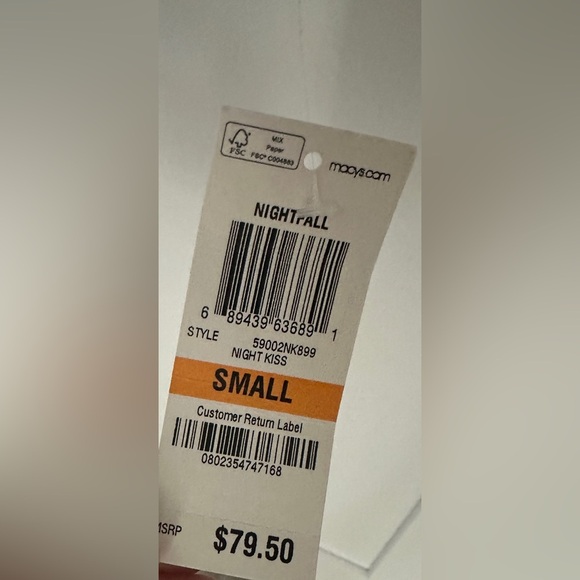 MIX
Paper
FSC FSC® C004883
macys.com
NIGHTFALL
6 89439 63689 1
STYLE 59002NK899
NIGHT KISS
SMALL
Customer Return Label
0802354747168
MSRP $79.50